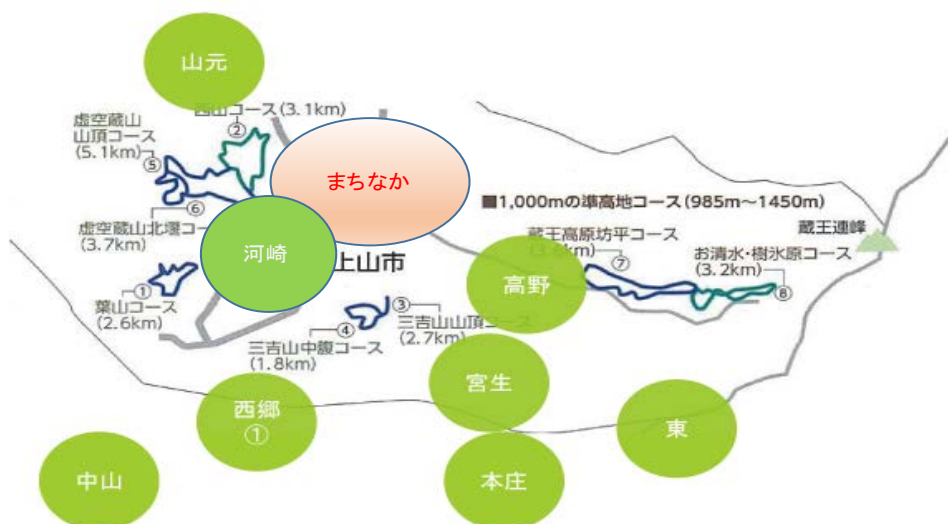 山元
西山コース(3.1km)
②
虚空蔵山
山頂コース
(5.1km)
⑤
まちなか
⑥
虚空蔵山北堰コー
(3.7km)
河崎
上山市
■1,000mの準高地コース(985m~1450m)
蔵王連峰
蔵王高原坊平コース
⑦
お清水・樹氷原コース
(3.2km)
⑧
高野
①
葉山コース
(2.6km)
③
三吉山山頂コース
(2.7km)
④
三吉山中腹コース
(1.8km)
宮生
西郷
①
東
中山
本庄